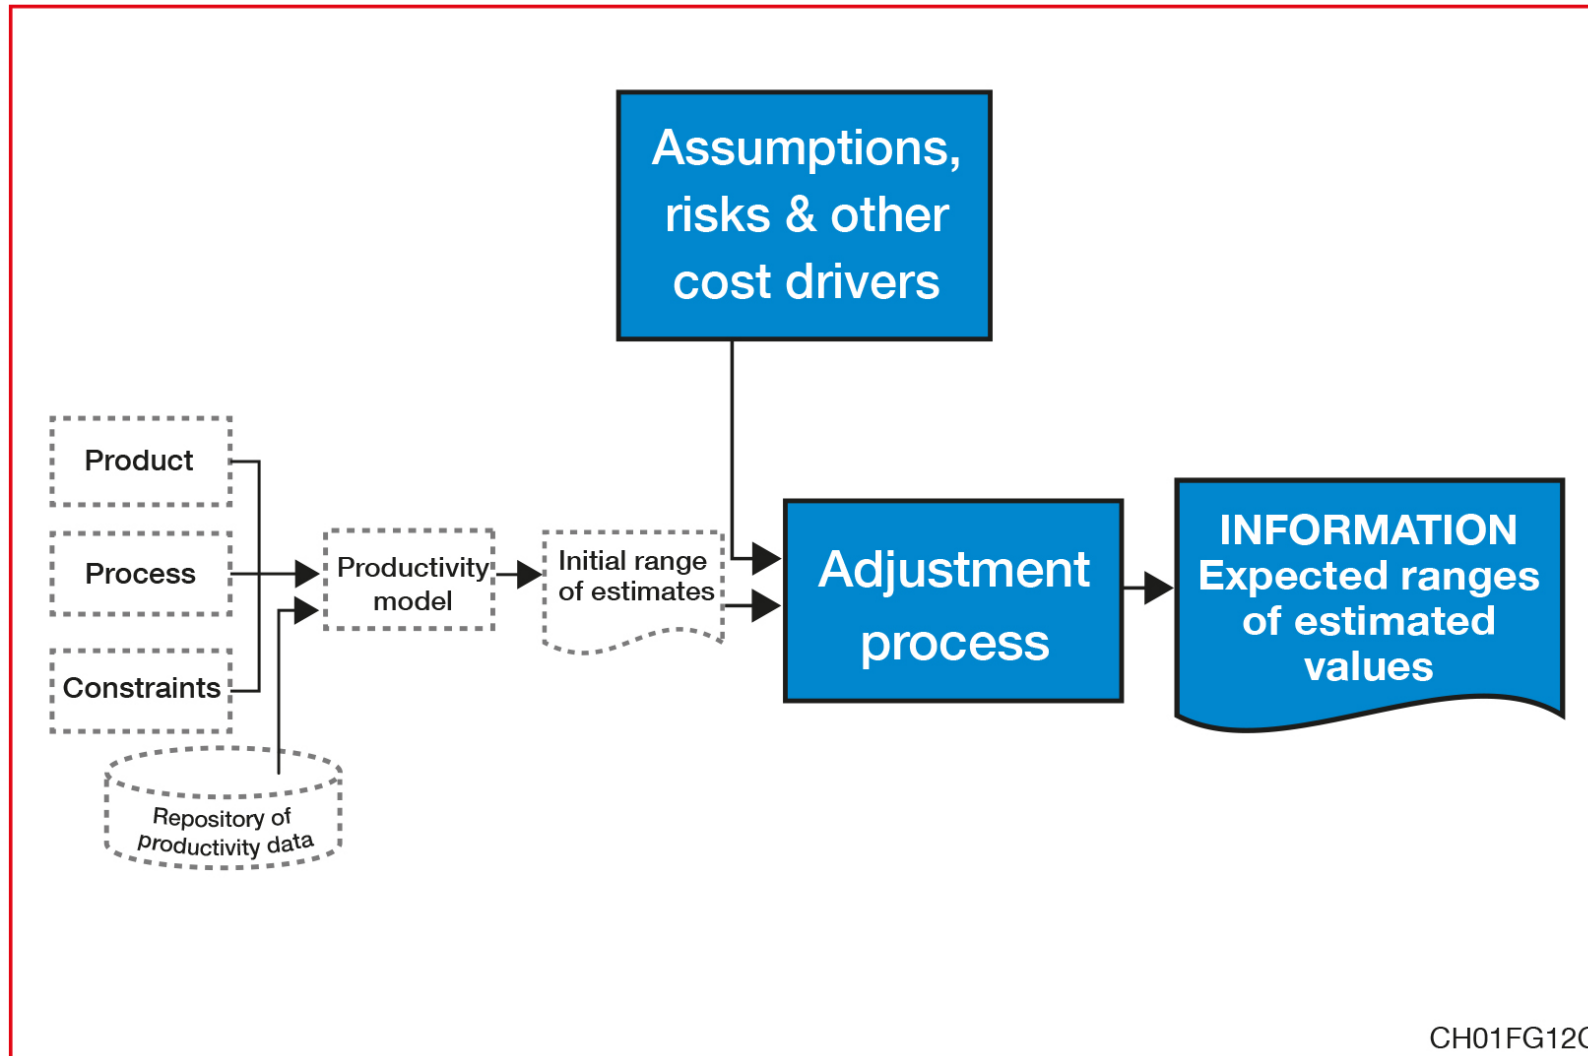 Assumptions,
risks & other
cost drivers
Product
Process
Constraints
Repository of
productivity data
Productivity
model
Initial range
of estimates
Adjustment
process
INFORMATION
Expected ranges
of estimated
values
CH01FG12C